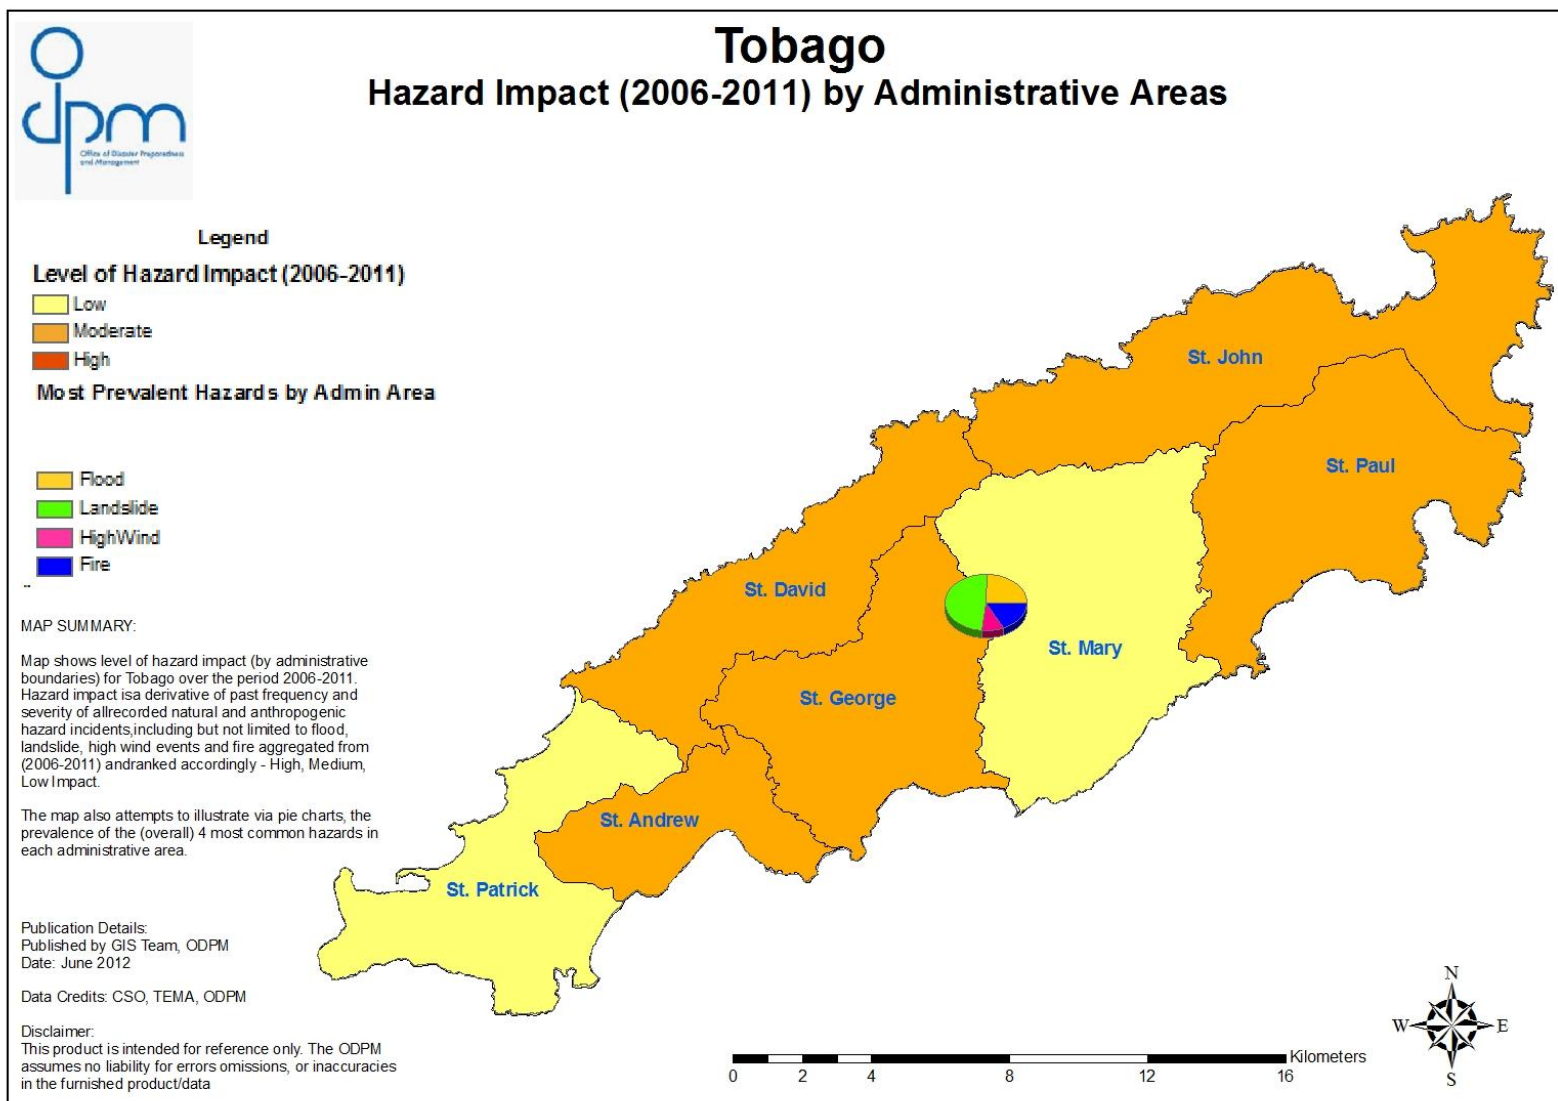 Tobago
Hazard Impact (2006-2011) by Administrative Areas
odpm
Office of Disaster Preparedness
and Management
Legend
Level of Hazard Impact (2006-2011)
Low
Moderate
High
Most Prevalent Hazards by Admin Area
Flood
Landslide
HighWind
Fire
--
MAP SUMMARY:
Map shows level of hazard impact (by administrative
boundaries) for Tobago over the period 2006-2011.
Hazard impact isa derivative of past frequency and
severity of allrecorded natural and anthropogenic
hazard incidents,including but not limited to flood,
landslide, high wind events and fire aggregated from
(2006-2011) andranked accordingly - High, Medium,
Low Impact.
The map also attempts to illustrate via pie charts, the
prevalence of the (overall) 4 most common hazards in
each administrative area.
Publication Details:
Published by GIS Team, ODPM
Date: June 2012
Data Credits: CSO, TEMA, ODPM
Disclaimer:
This product is intended for reference only. The ODPM
assumes no liability for errors omissions, or inaccuracies
in the furnished product/data
St. John
St. Paul
St. David
St. Mary
St. George
St. Andrew
St. Patrick
N
W E
S
Kilometers
0 2 4 8 12 16